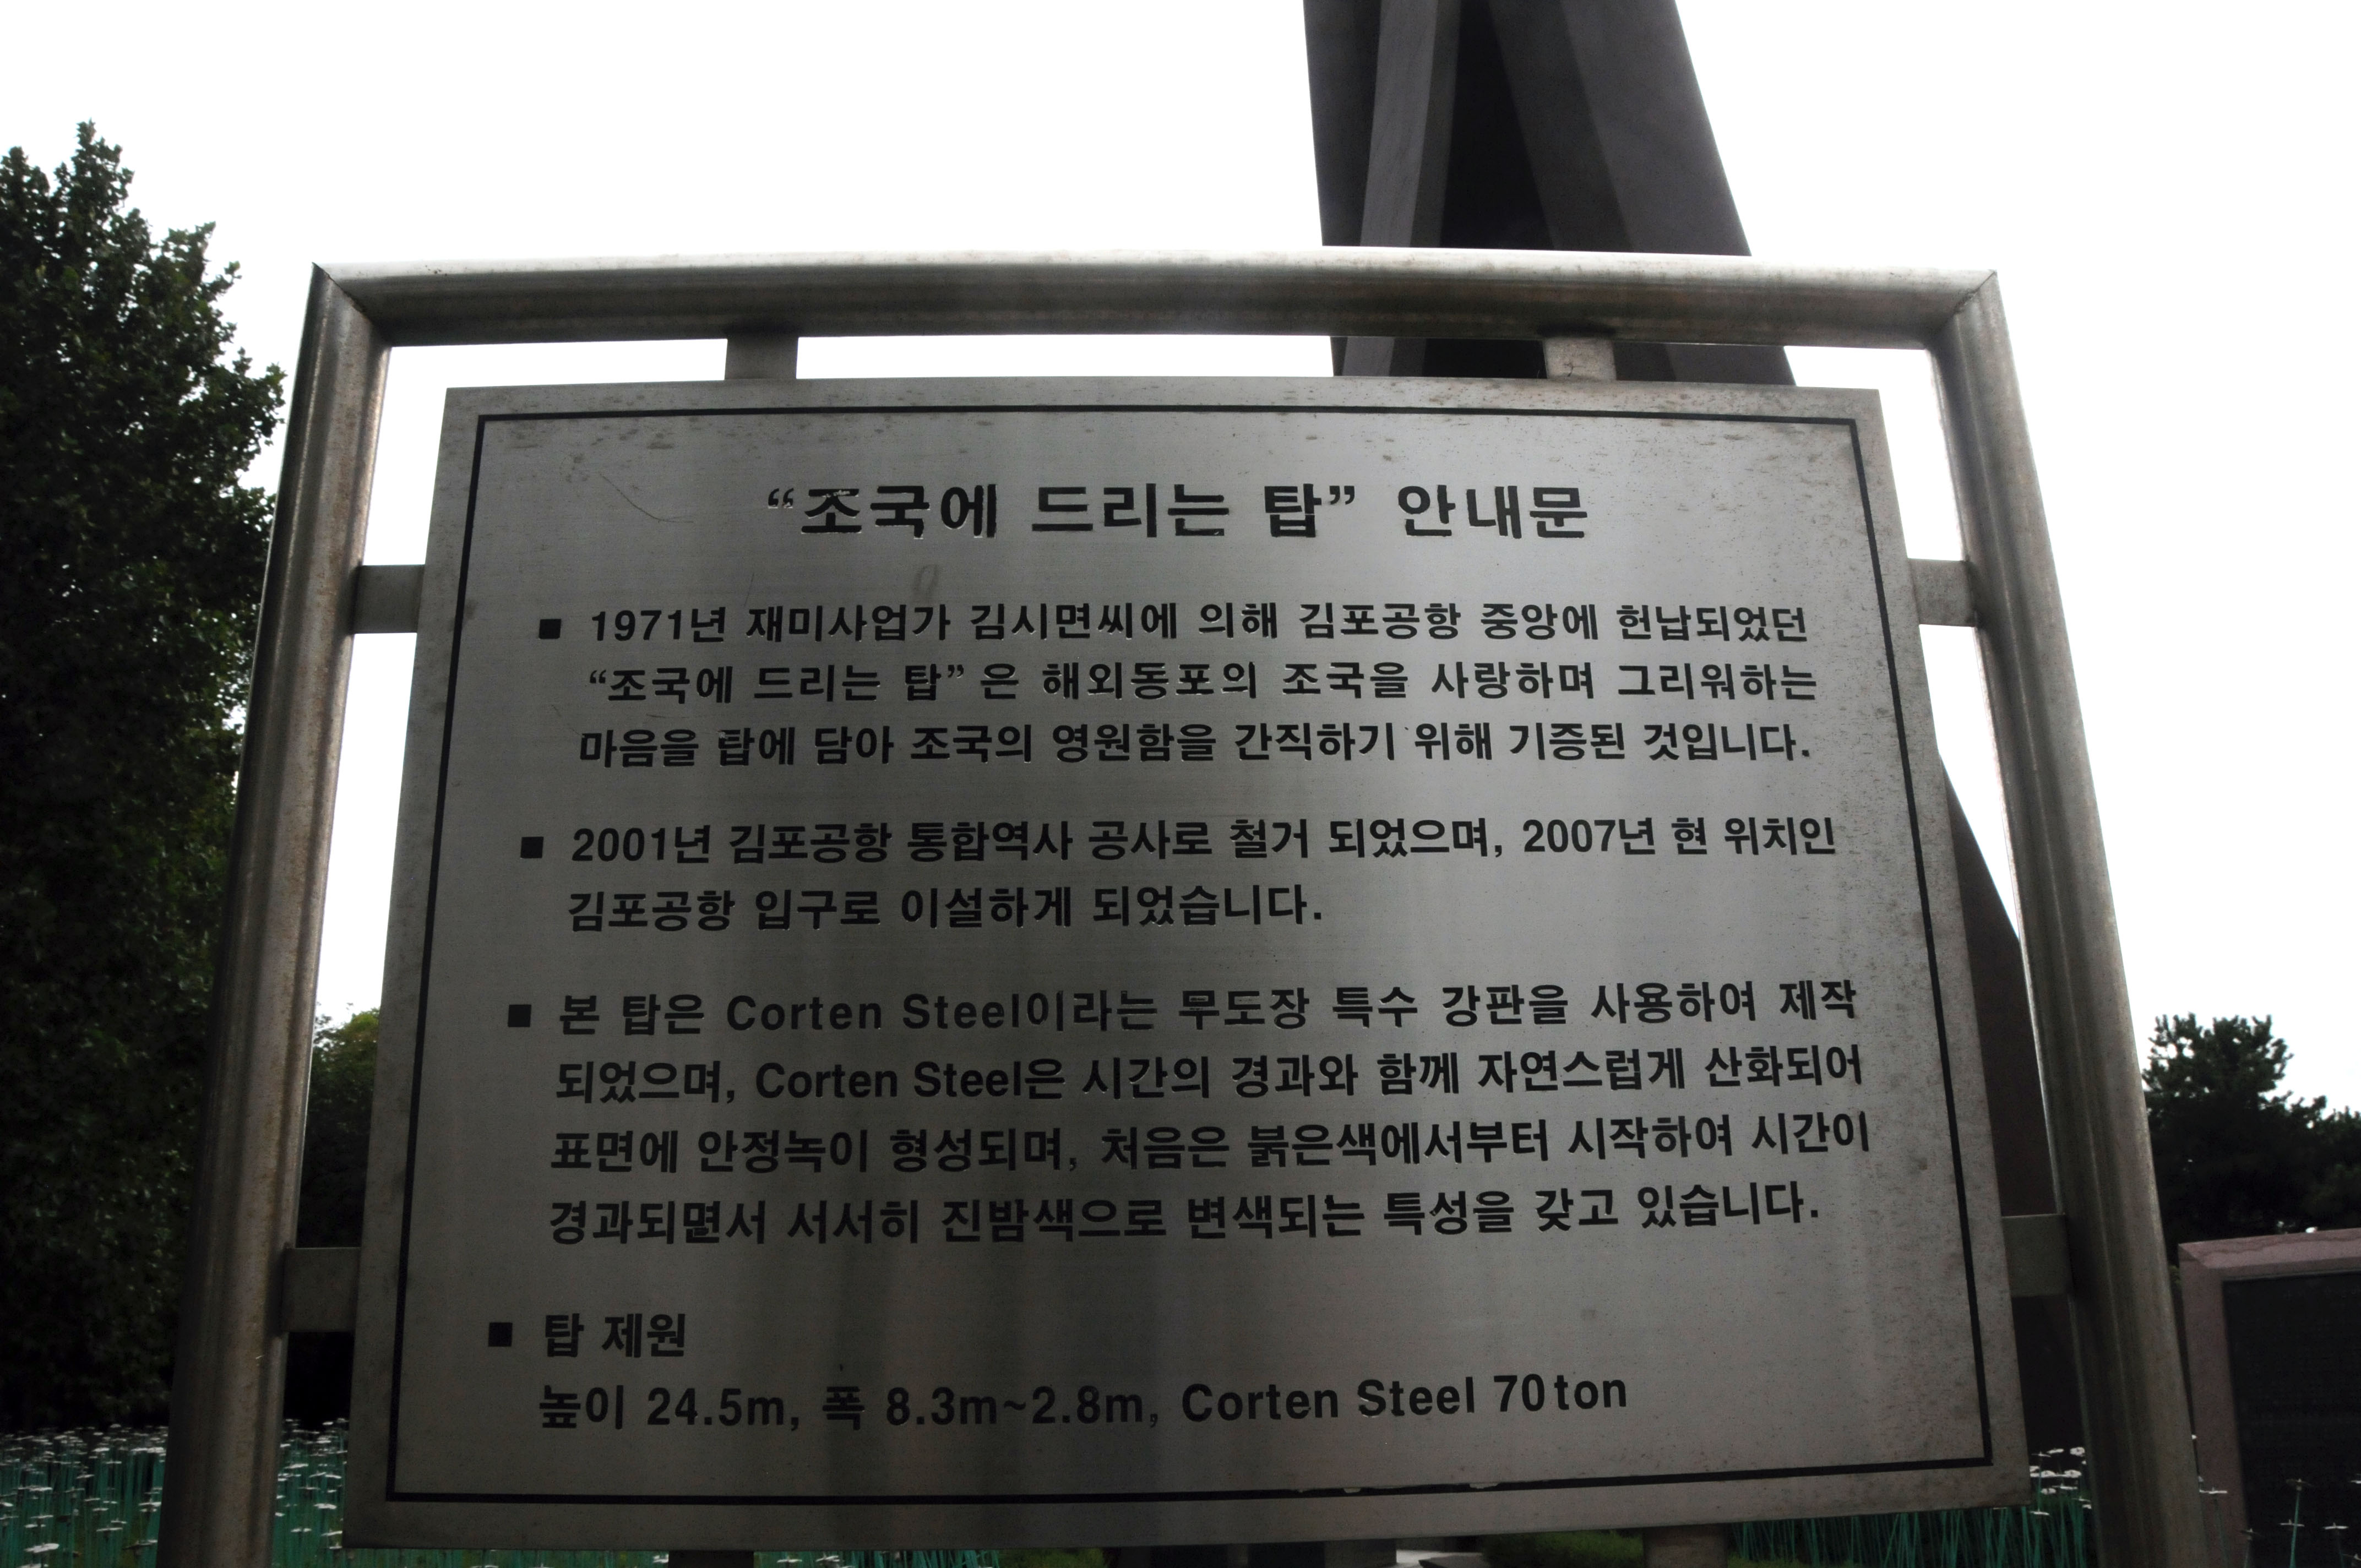 “조국에 드리는 탑” 안내문
■ 1971년 재미사업가 김시면씨에 의해 김포공항 중앙에 헌납되었던
“조국에 드리는 탑” 은 해외동포의 조국을 사랑하며 그리워하는
마음을 탑에 담아 조국의 영원함을 간직하기 위해 기증된 것입니다.
■ 2001년 김포공항 통합역사 공사로 철거 되었으며, 2007년 현 위치인
김포공항 입구로 이설하게 되었습니다.
■ 본 탑은 Corten Steel이라는 무도장 특수 강판을 사용하여 제작
되었으며, Corten Steel은 시간의 경과와 함께 자연스럽게 산화되어
표면에 안정녹이 형성되며, 처음은 붉은색에서부터 시작하여 시간이
경과되면서 서서히 진밤색으로 변색되는 특성을 갖고 있습니다.
■ 탑 제원
높이 24.5m, 폭 8.3m~2.8m, Corten Steel 70ton